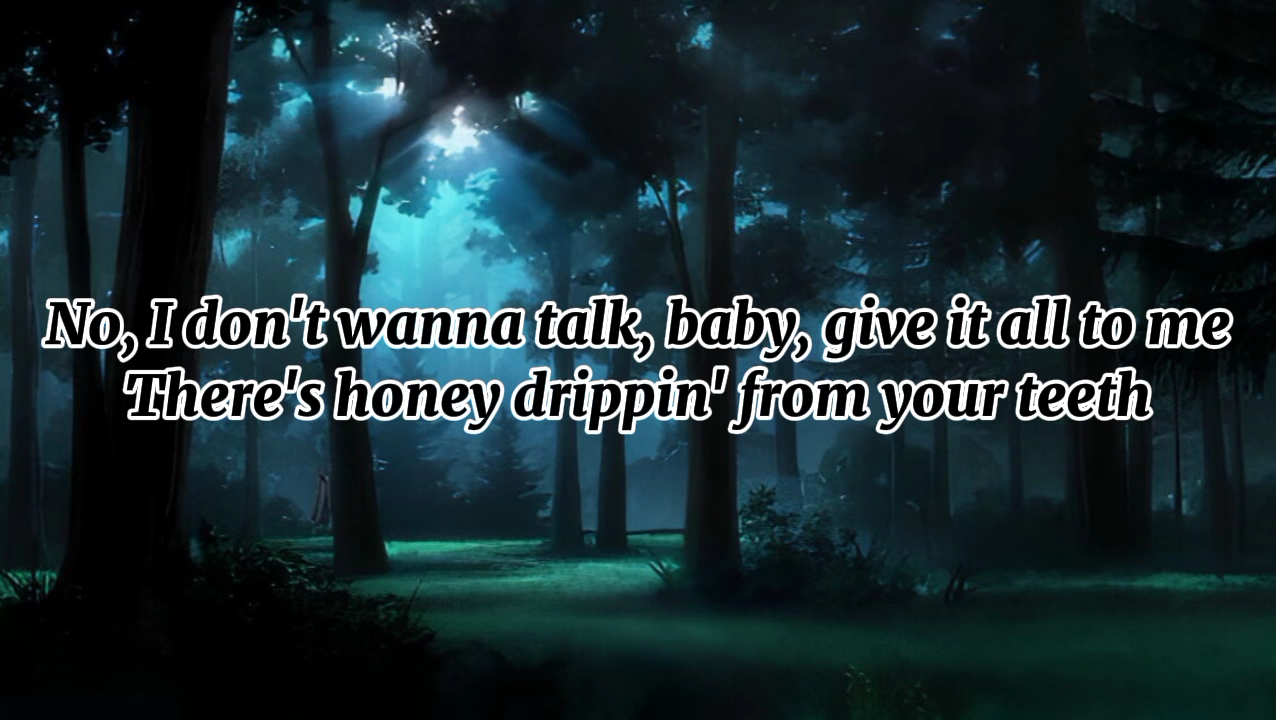 No, I don't wanna talk, baby, give it all to me
There's honey drippin' from your teeth